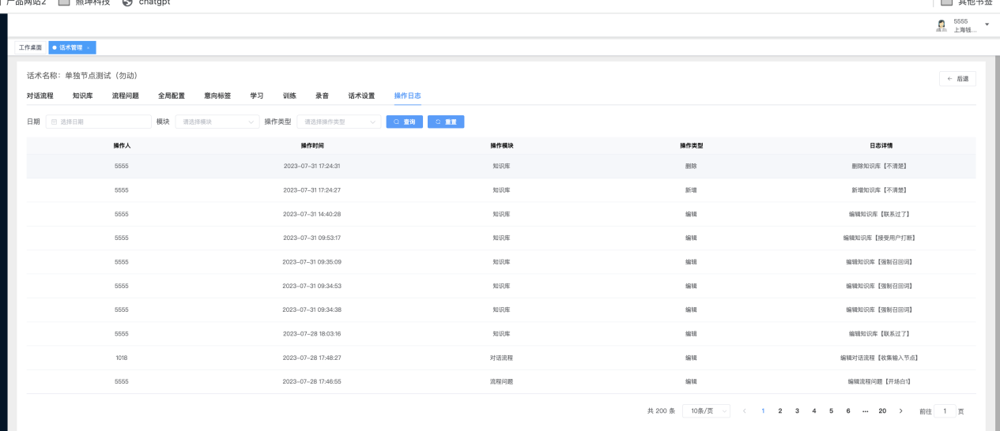 产品网站2 熙坤科技 chatgpt 其他书签
5555
上海钱...
工作桌面 话术管理
话术名称：单独节点测试（勿动） 后退
对话流程 知识库 流程问题 全局配置 意向标签 学习 训练 录音 话术设置 操作日志
日期 选择日期 模块 请选择模块 操作类型 请选择操作类型 查询 重置
操作人 操作时间 操作模块 操作类型 日志详情
5555 2023-07-31 17:24:31 知识库 删除 删除知识库【不清楚】
5555 2023-07-31 17:24:27 知识库 新增 新增知识库【不清楚】
5555 2023-07-31 14:40:28 知识库 编辑 编辑知识库【联系过了】
5555 2023-07-31 09:53:17 知识库 编辑 编辑知识库【接受用户打断】
5555 2023-07-31 09:35:09 知识库 编辑 编辑知识库【强制召回词】
5555 2023-07-31 09:34:53 知识库 编辑 编辑知识库【强制召回词】
5555 2023-07-31 09:34:38 知识库 编辑 编辑知识库【强制召回词】
5555 2023-07-28 18:03:16 知识库 编辑 编辑知识库【联系过了】
1018 2023-07-28 17:48:27 对话流程 编辑 编辑对话流程【收集输入节点】
5555 2023-07-28 17:46:55 流程问题 编辑 编辑流程问题【开场白1】
共 200 条 10条/页 1 2 3 4 5 6 ... 20 前往 1 页